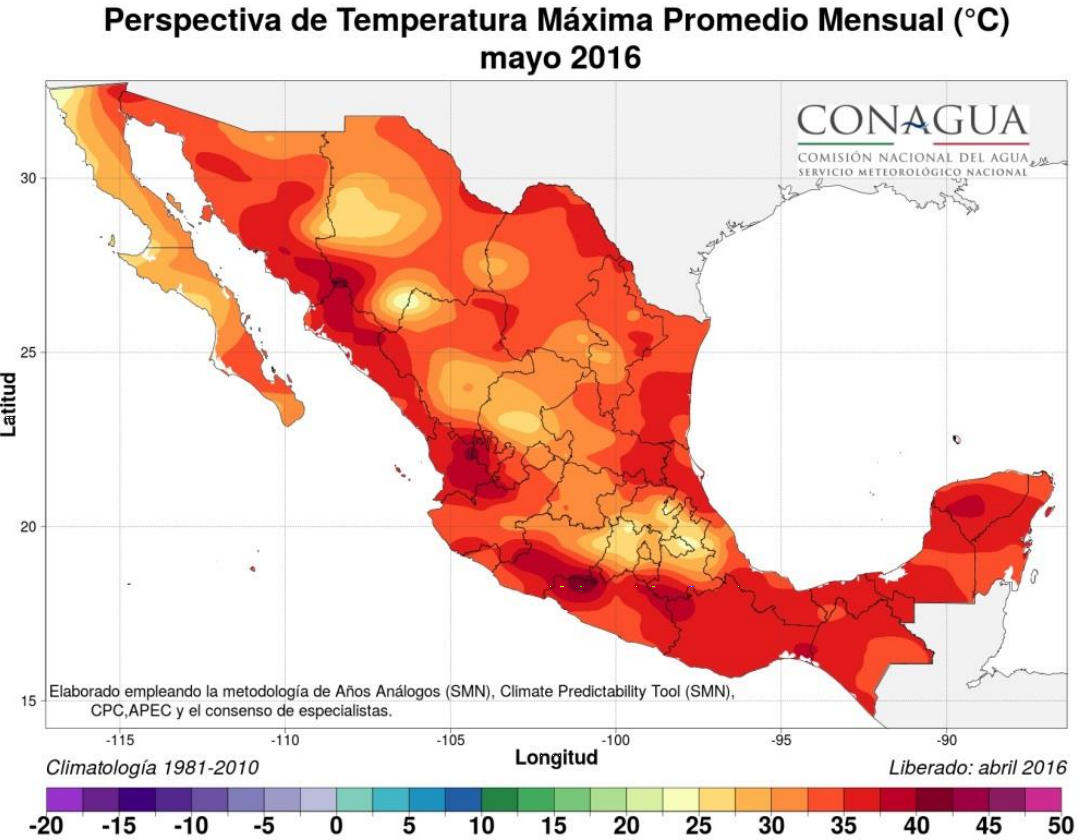 Perspectiva de Temperatura Máxima Promedio Mensual (°C)
mayo 2016
CONAGUA
COMISIÓN NACIONAL DEL AGUA
SERVICIO METEOROLÓGICO NACIONAL
30
25
20
15
Latitud
Elaborado empleando la metodología de Años Análogos (SMN), Climate Predictability Tool (SMN),
CPC,APEC y el consenso de especialistas.
-115 -110 -105 -100 -95 -90
Longitud
Climatología 1981-2010 Liberado: abril 2016
-20 -15 -10 -5 0 5 10 15 20 25 30 35 40 45 50